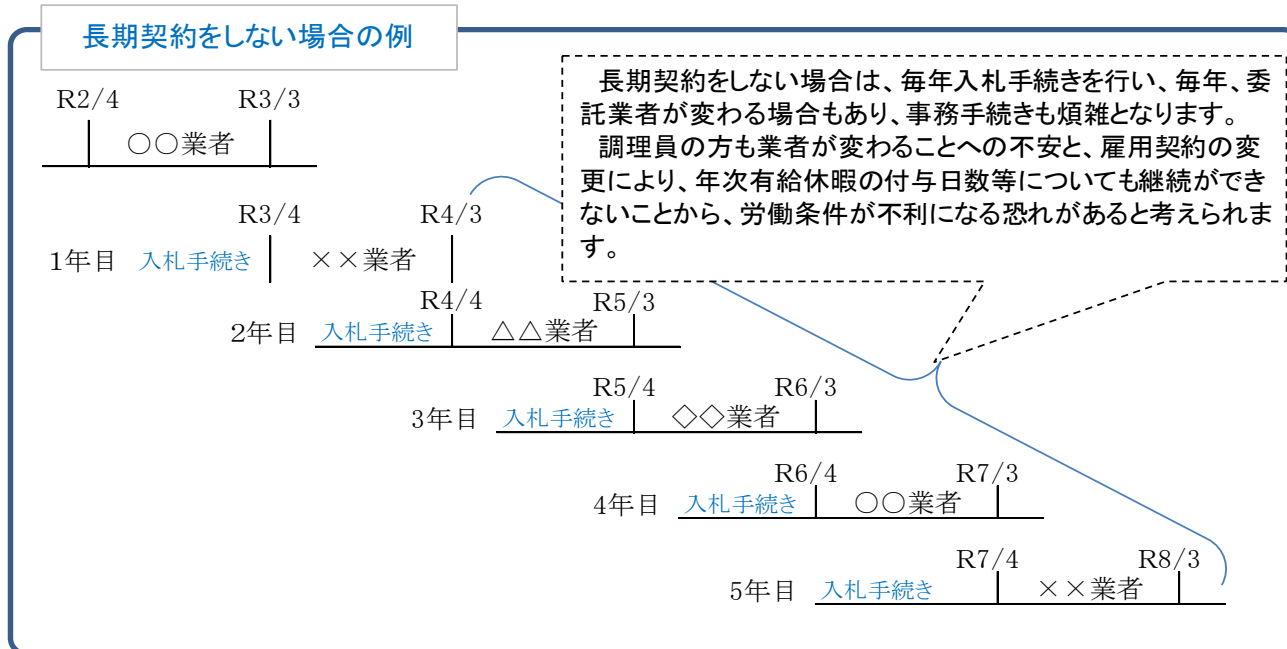 長期契約をしない場合の例
長期契約をしない場合は、毎年入札手続きを行い、毎年、委
託業者が変わる場合もあり、事務手続きも煩雑となります。
調理員の方も業者が変わることへの不安と、雇用契約の変
更により、年次有給休暇の付与日数等についても継続ができ
ないことから、労働条件が不利になる恐れがあると考えられま
す。
R2/4 R3/3
○○業者
R3/4 R4/3
1年目 入札手続き ××業者
R4/4 R5/3
2年目 入札手続き △△業者
R5/4 R6/3
3年目 入札手続き ◇◇業者
R6/4 R7/3
4年目 入札手続き ○○業者
R7/4 R8/3
5年目 入札手続き ××業者